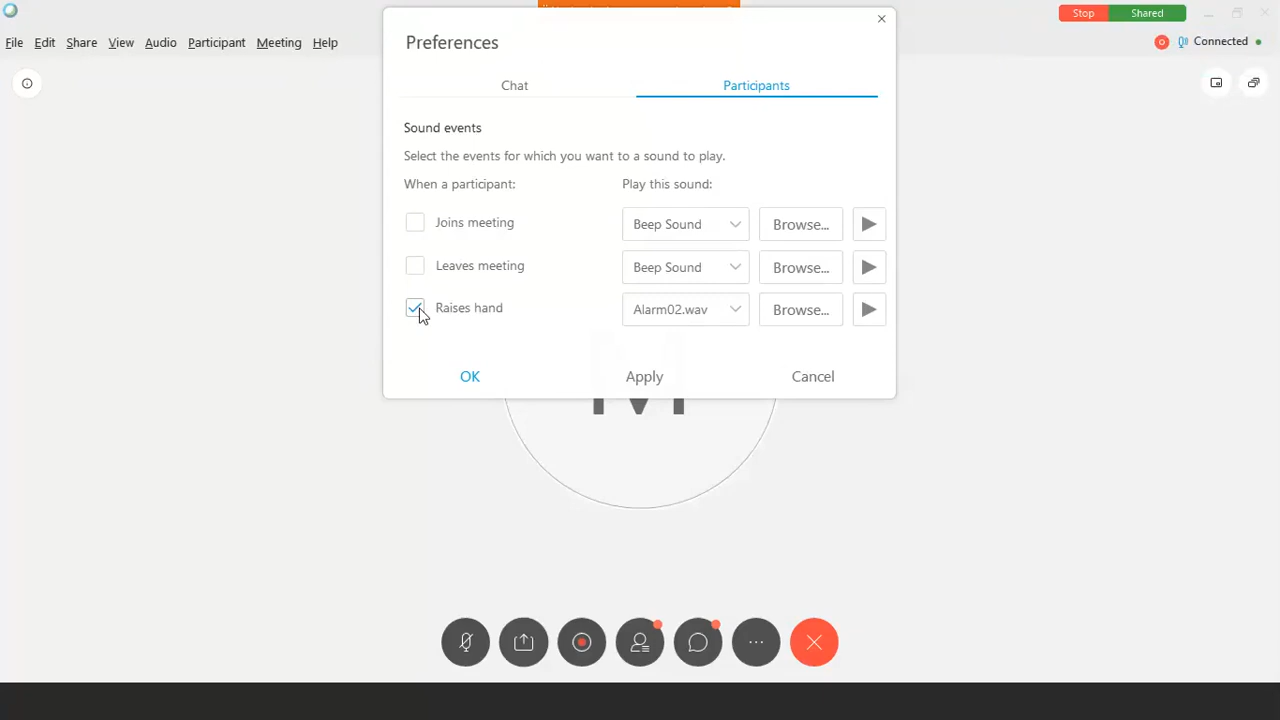 Preferences
Stop
Shared
File Edit Share View Audio Participant Meeting Help
Connected
Chat
Participants
Sound events
Select the events for which you want to a sound to play.
When a participant:
Play this sound:
Joins meeting
Beep Sound
Browse...
Leaves meeting
Beep Sound
Browse...
Raises hand
Alarm02.wav
Browse...
OK
Apply
Cancel
M